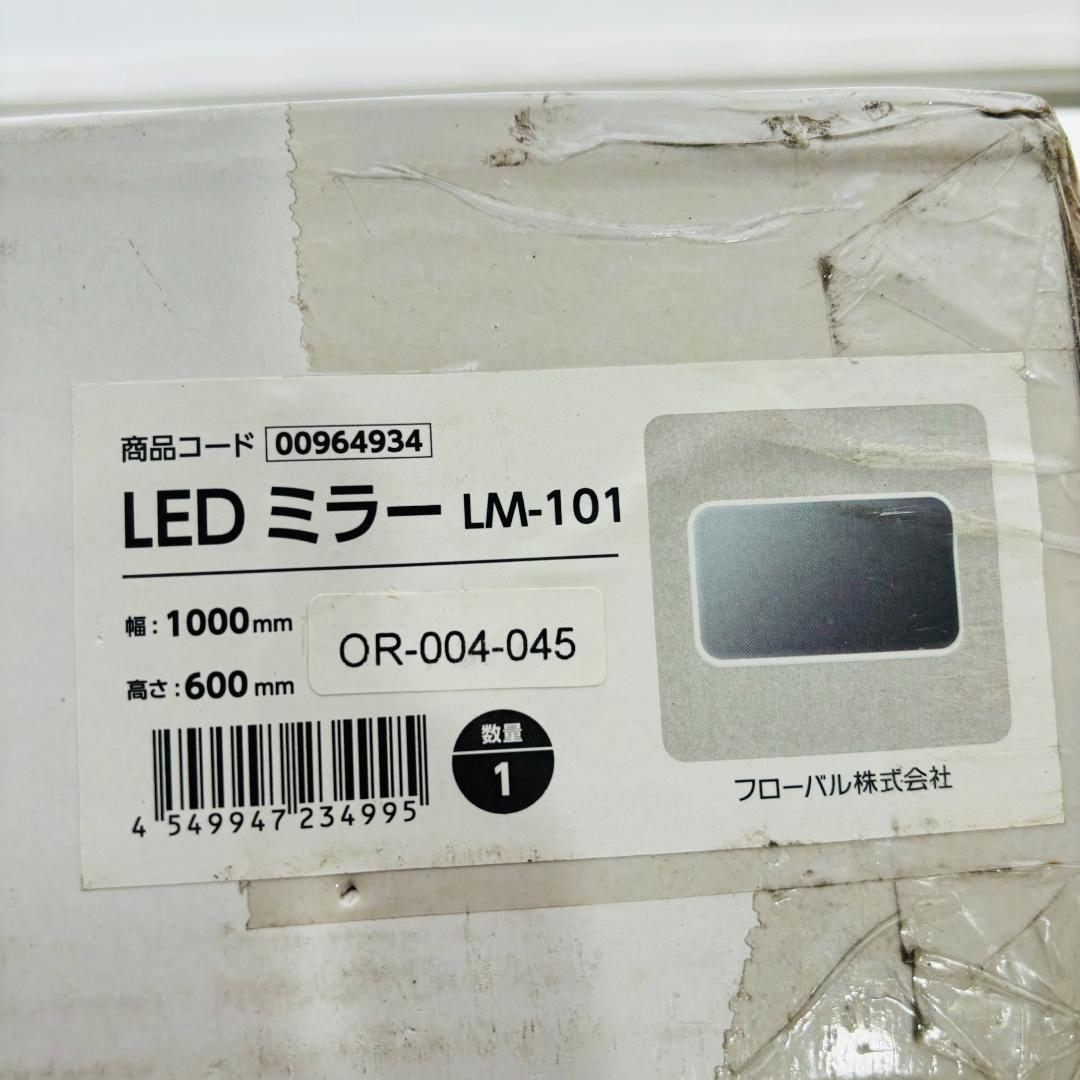 商品コード 00964934
LED ミラー LM-101
幅:1000mm
高さ:600mm
OR-004-045
数量
1
4 549947 234995
フローバル株式会社